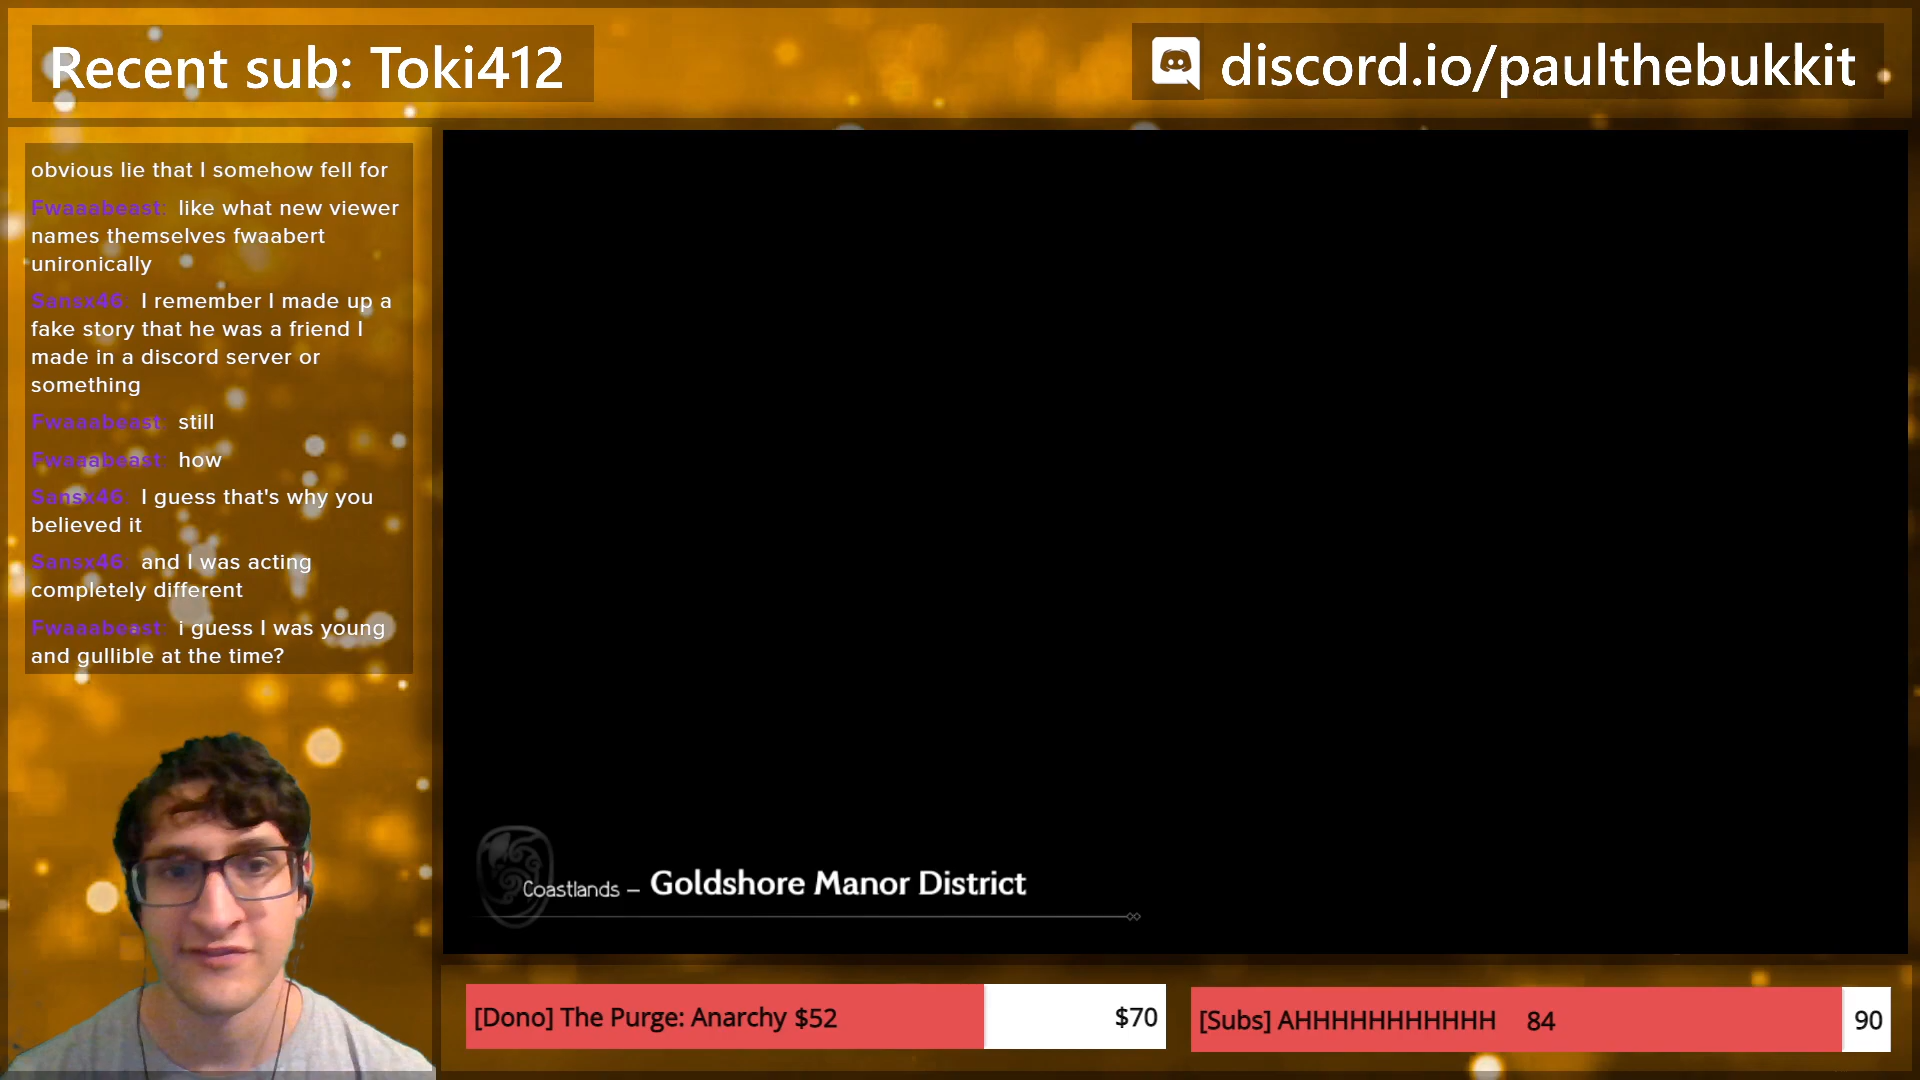 Recent sub: Toki412
discord.io/paulthebukkit
obvious lie that I somehow fell for
Fwaaabeast: like what new viewer
names themselves fwaabert
unironically
Sansx46: I remember I made up a
fake story that he was a friend I
made in a discord server or
something
Fwaaabeast: still
Fwaaabeast: how
Sansx46: I guess that's why you
believed it
Sansx46: and I was acting
completely different
Fwaaabeast: i guess I was young
and gullible at the time?
Coastlands – Goldshore Manor District
[Dono] The Purge: Anarchy $52 $70
[Subs] AHHHHHHHHHHH 84 90